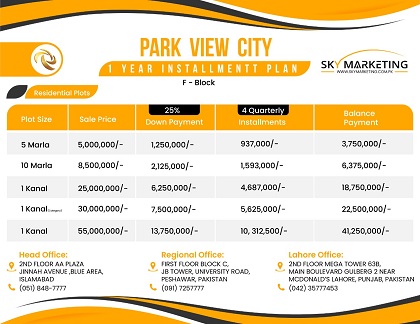 PARK VIEW CITY
1 YEAR INSTALLMENTT PLAN
F - Block
SKY MARKETING
WWW.SKYMARKETING.COM.PK
Residential Plots
Plot Size Sale Price 25% Down Payment 4 Quarterly Installments Balance Payment
5 Marla 5,000,000/- 1,250,000/- 937,000/- 3,750,000/-
10 Marla 8,500,000/- 2,125,000/- 1,593,000/- 6,375,000/-
1 Kanal 25,000,000/- 6,250,000/- 4,687,000/- 18,750,000/-
1 Kanal 30,000,000/- 7,500,000/- 5,625,000/- 22,500,000/-
1 Kanal 55,000,000/- 13,750,000/- 10, 312,500/- 41,250,000/-
Head Office:
2ND FLOOR AA PLAZA
JINNAH AVENUE ,BLUE AREA,
ISLAMABAD
(051) 848-7777
Regional Office:
FIRST FLOOR BLOCK C,
JB TOWER, UNIVERSITY ROAD,
PESHAWAR, PAKISTAN
(091) 7257777
Lahore Office:
2ND FLOOR MEGA TOWER 63B,
MAIN BOULEVARD GULBERG 2 NEAR
MCDONALD'S LAHORE, PUNJAB, PAKISTAN
(042) 35777453